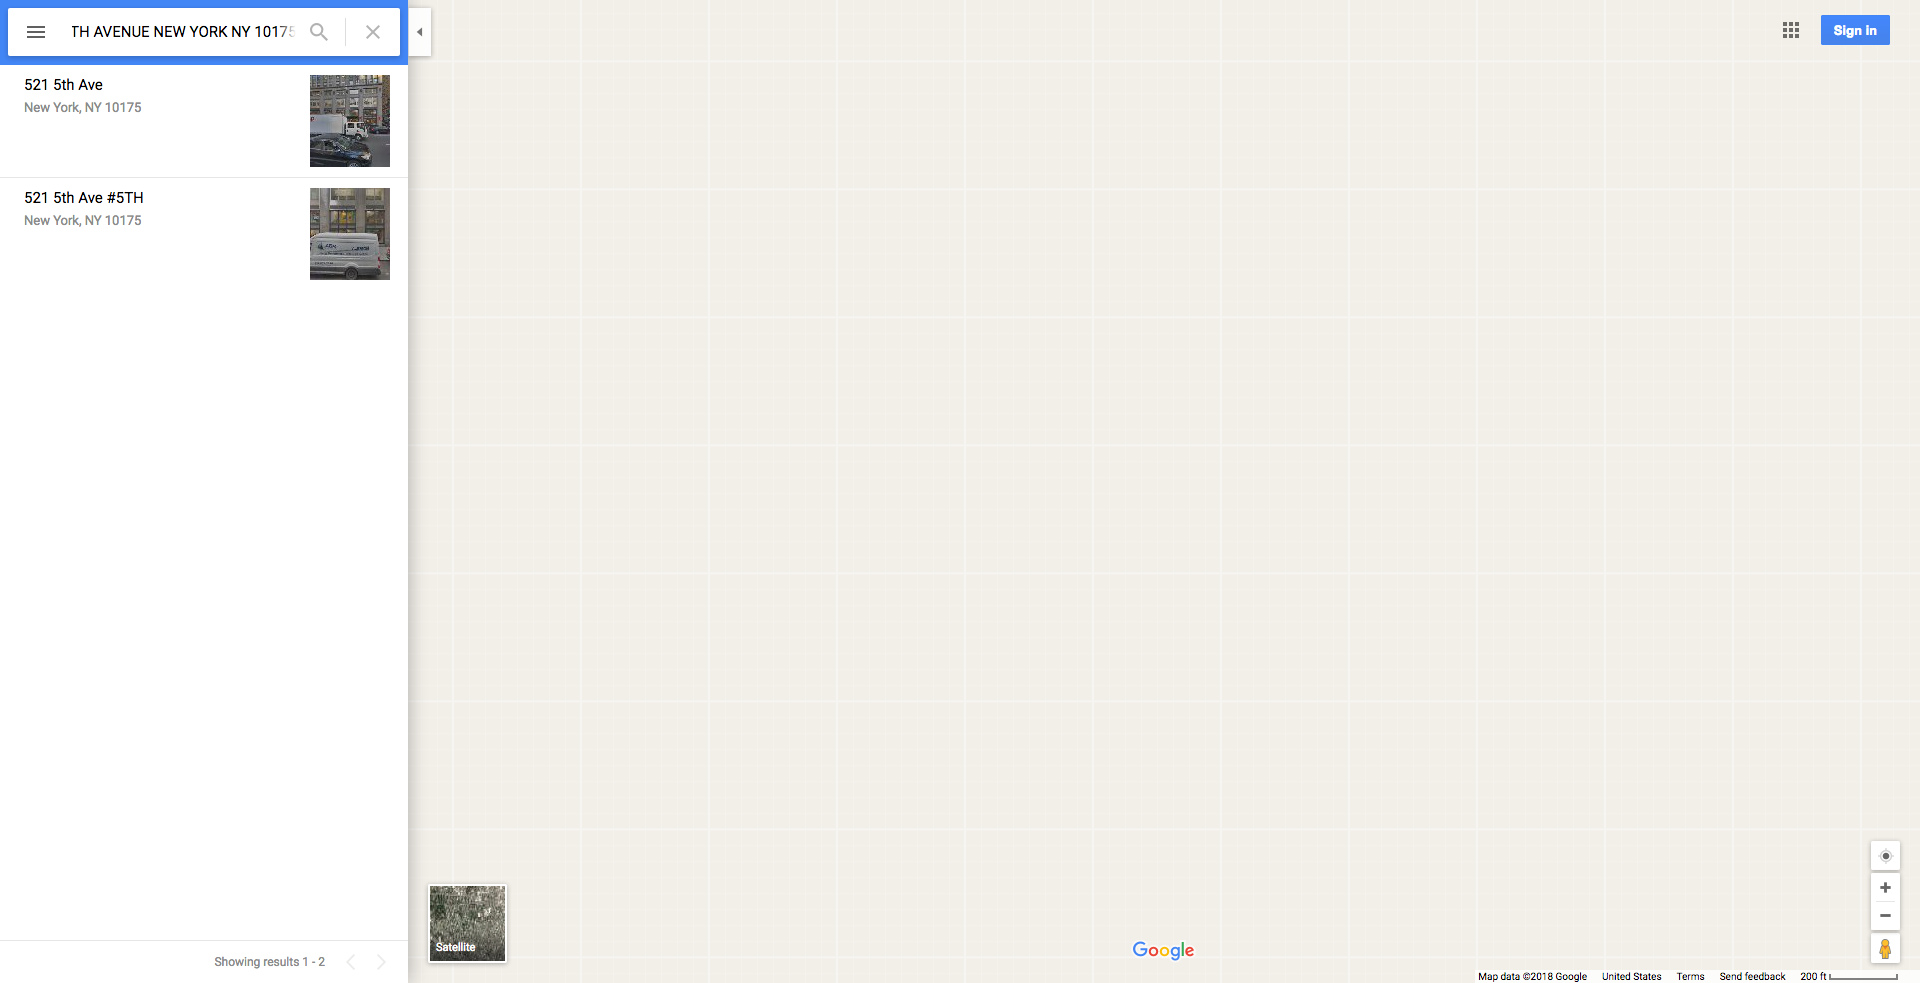 TH AVENUE NEW YORK NY 10175
Sign in
521 5th Ave
New York, NY 10175
521 5th Ave #5TH
New York, NY 10175
Satellite
Showing results 1 - 2
Google
Map data ©2018 Google United States Terms Send feedback 200 ft